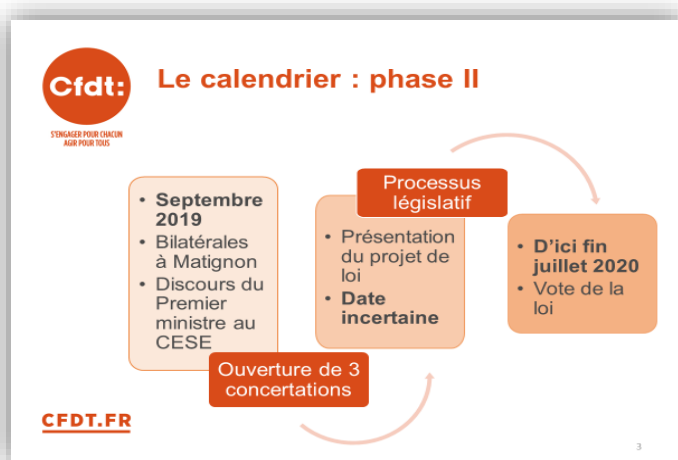 Cfdt:
S'ENGAGER POUR CHACUN
AGIR POUR TOUS
Le calendrier : phase II
• Septembre
2019
• Bilatérales
à Matignon
• Discours du
Premier
ministre au
CESE
Ouverture de 3
concertations
Processus
législatif
• Présentation
du projet de
loi
• Date
incertaine
• D'ici fin
juillet 2020
• Vote de la
loi
CFDT.FR
3